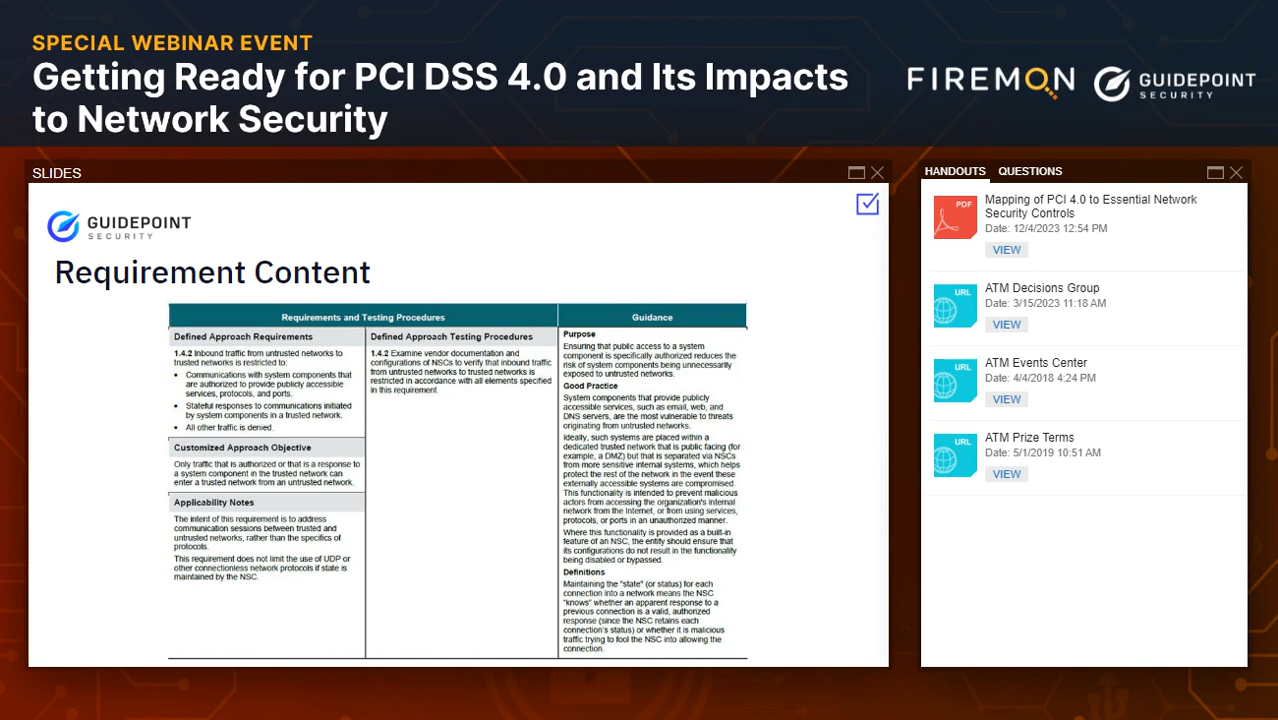 SPECIAL WEBINAR EVENT
Getting Ready for PCI DSS 4.0 and Its Impacts
to Network Security
FIREMON
GUIDEPOINT
SECURITY
SLIDES
GUIDEPOINT
SECURITY
Requirement Content
Requirements and Testing Procedures
Guidance
Defined Approach Requirements
1.4.2 Inbound traffic from untrusted networks to
trusted networks is restricted to:
• Communications with system components that
are authorized to provide publicly accessible
services, protocols, and ports.
• Stateful responses to communications initiated
by system components in a trusted network.
• All other traffic is denied.
Customized Approach Objective
Only traffic that is authorized or that is a response to
a system component in the trusted network can
enter a trusted network from an untrusted network.
Applicability Notes
The intent of this requirement is to address
communication sessions between trusted and
untrusted networks, rather than the specifics of
protocols.
This requirement does not limit the use of UDP or
other connectionless network protocols if state is
maintained by the NSC.
Defined Approach Testing Procedures
1.4.2 Examine vendor documentation and
configurations of NSCs to verify that inbound traffic
from untrusted networks to trusted networks is
restricted in accordance with all elements specified
in this requirement.
Purpose
Ensuring that public access to a system
component is specifically authorized reduces the
risk of system components being unnecessarily
exposed to untrusted networks.
Good Practice
System components that provide publicly
accessible services, such as email, web, and
DNS servers, are the most vulnerable to threats
originating from untrusted networks.
Ideally, such systems are placed within a
dedicated trusted network that is public facing (for
example, a DMZ) but that is separated via NSCs
from more sensitive internal systems, which helps
protect the rest of the network in the event these
externally accessible systems are compromised.
This functionality is intended to prevent malicious
actors from accessing the organization's internal
network from the Internet, or from using services,
protocols, or ports in an unauthorized manner.
Where this functionality is provided as a built-in
feature of an NSC, the entity should ensure that
its configurations do not result in the functionality
being disabled or bypassed.
Definitions
Maintaining the "state" (or status) for each
connection into a network means the NSC
"knows" whether an apparent response to a
previous connection is a valid, authorized
response (since the NSC retains each
connection's status) or whether it is malicious
traffic trying to fool the NSC into allowing the
connection.
HANDOUTS QUESTIONS
PDF
Mapping of PCI 4.0 to Essential Network
Security Controls
Date: 12/4/2023 12:54 PM
VIEW
URL
ATM Decisions Group
Date: 3/15/2023 11:18 AM
VIEW
URL
ATM Events Center
Date: 4/4/2018 4:24 PM
VIEW
URL
ATM Prize Terms
Date: 5/1/2019 10:51 AM
VIEW